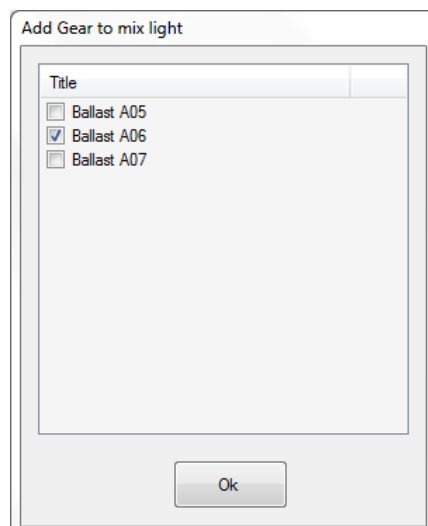 Add Gear to mix light
Title
Ballast A05
Ballast A06
Ballast A07
Ok